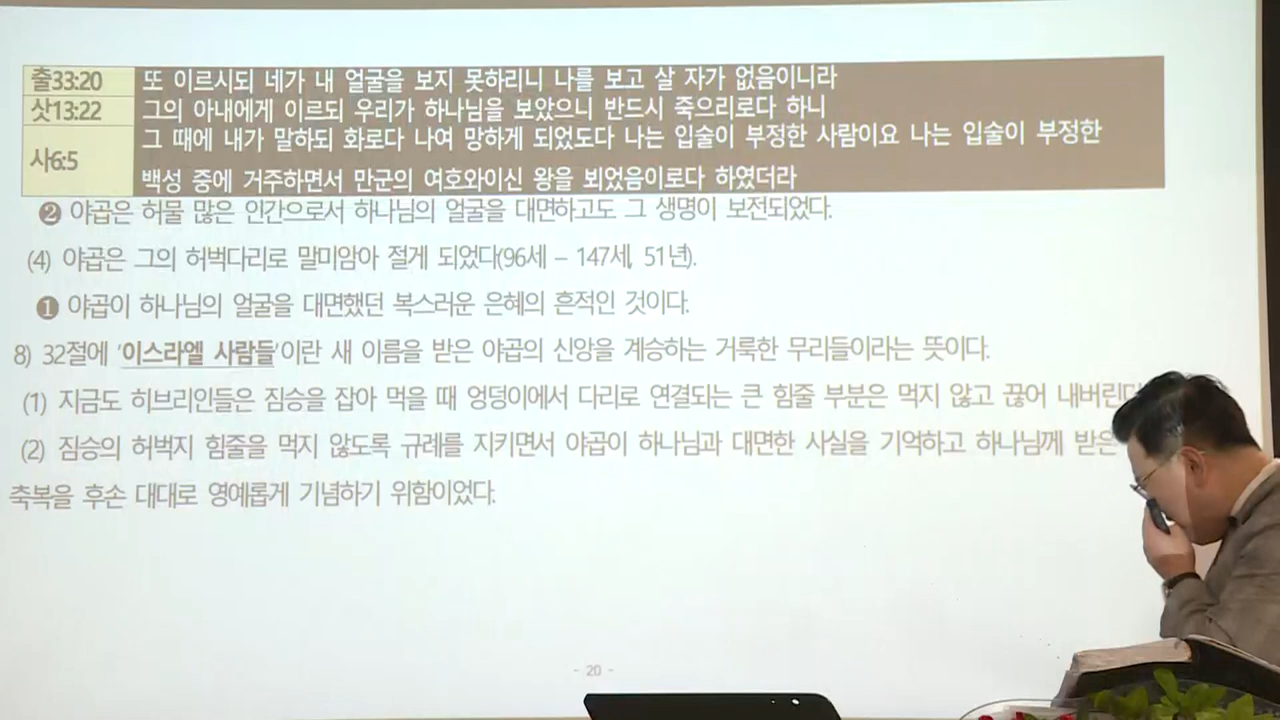 출33:20 또 이르시되 네가 내 얼굴을 보지 못하리니 나를 보고 살 자가 없음이니라
삿13:22 그의 아내에게 이르되 우리가 하나님을 보았으니 반드시 죽으리로다 하니
사6:5 그 때에 내가 말하되 화로다 나여 망하게 되었도다 나는 입술이 부정한 사람이요 나는 입술이 부정한
백성 중에 거주하면서 만군의 여호와이신 왕을 뵈었음이로다 하였더라
❷ 야곱은 허물 많은 인간으로서 하나님의 얼굴을 대면하고도 그 생명이 보전되었다.
(4) 야곱은 그의 허벅다리로 말미암아 절게 되었다(96세 – 147세, 51년).
❶ 야곱이 하나님의 얼굴을 대면했던 복스러운 은혜의 흔적인 것이다.
8) 32절에 '이스라엘 사람들'이란 새 이름을 받은 야곱의 신앙을 계승하는 거룩한 무리들이라는 뜻이다.
(1) 지금도 히브리인들은 짐승을 잡아 먹을 때 엉덩이에서 다리로 연결되는 큰 힘줄 부분은 먹지 않고 끊어 내버린다
(2) 짐승의 허벅지 힘줄을 먹지 않도록 규례를 지키면서 야곱이 하나님과 대면한 사실을 기억하고 하나님께 받은
축복을 후손 대대로 영예롭게 기념하기 위함이었다.
- 20 -